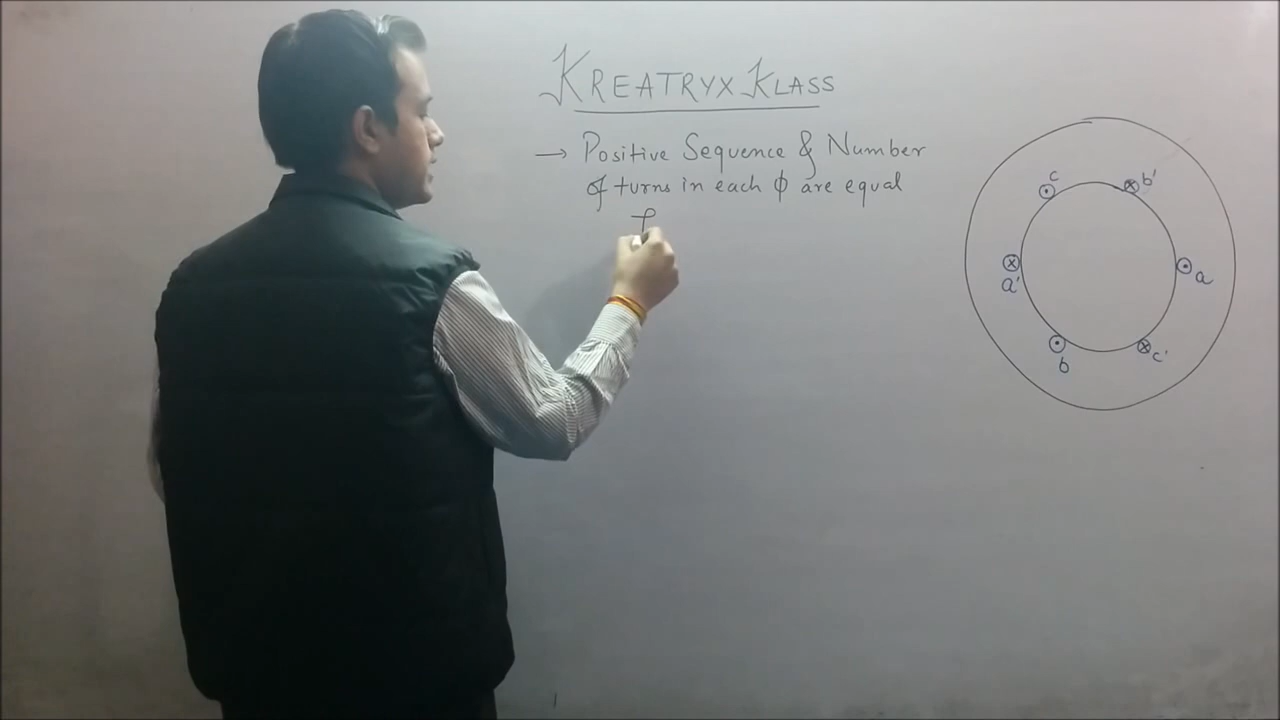 KREATRYX KLASS
→ Positive Sequence & Number
of turns in each ϕ are equal
c
b'
a'
a
b
c'